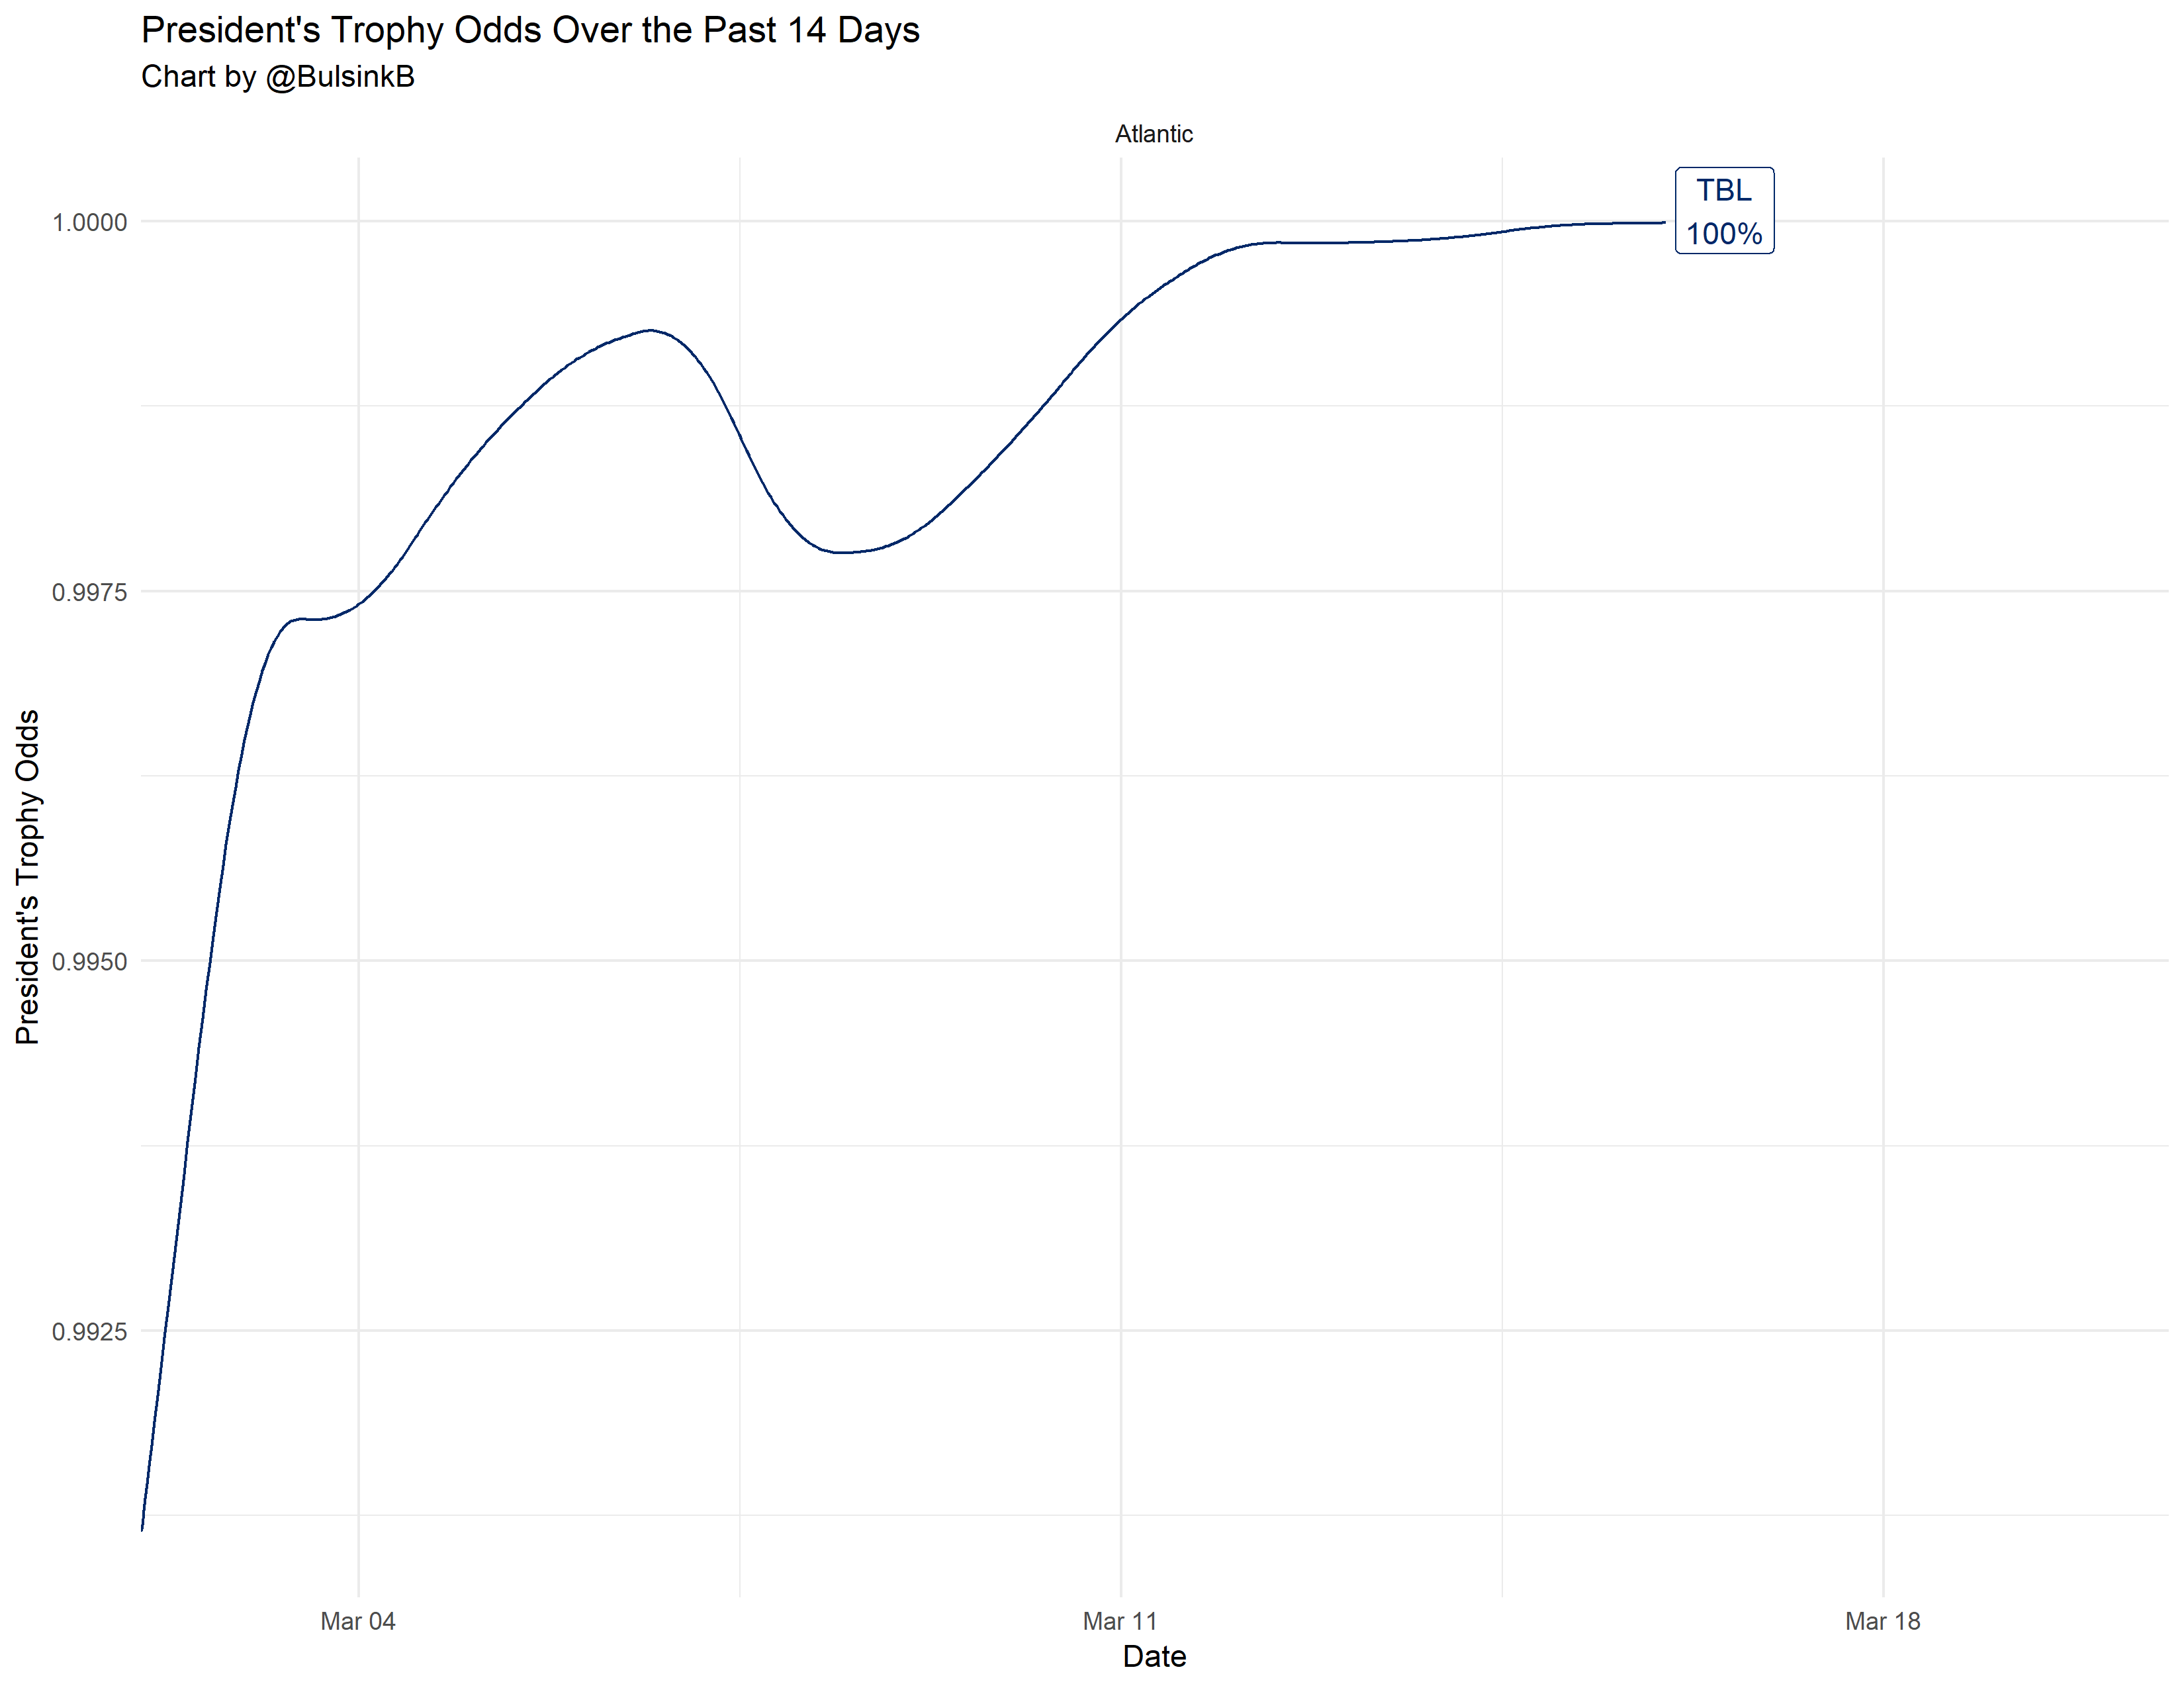 President's Trophy Odds Over the Past 14 Days
Chart by @BulsinkB
Atlantic
TBL
100%
1.0000
0.9975
0.9950
0.9925
President's Trophy Odds
Mar 04
Mar 11
Mar 18
Date